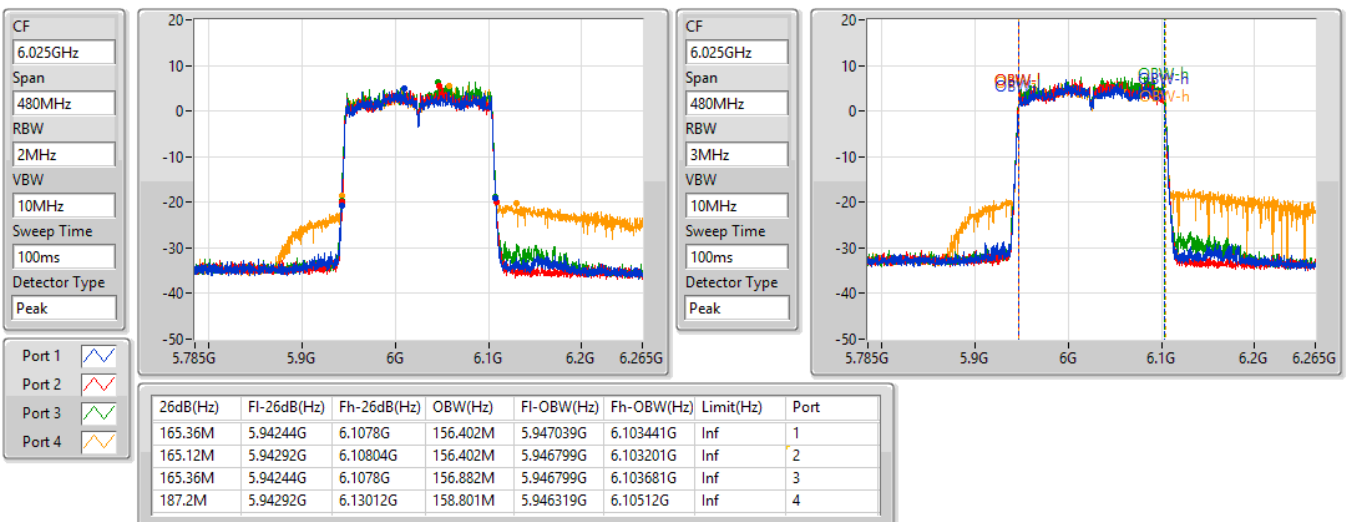 CF
6.025GHz
Span
480MHz
RBW
2MHz
VBW
10MHz
Sweep Time
100ms
Detector Type
Peak
20
10
0
-10
-20
-30
-40
-50
5.785G 5.9G 6G 6.1G 6.2G 6.265G
CF
6.025GHz
Span
480MHz
RBW
3MHz
VBW
10MHz
Sweep Time
100ms
Detector Type
Peak
20
10
0
-10
-20
-30
-40
-50
OBW-l
OBW-h
OBW-h
5.785G 5.9G 6G 6.1G 6.2G 6.265G
Port 1
Port 2
Port 3
Port 4
26dB(Hz) Fl-26dB(Hz) Fh-26dB(Hz) OBW(Hz) Fl-OBW(Hz) Fh-OBW(Hz) Limit(Hz) Port
165.36M 5.94244G 6.1078G 156.402M 5.947039G 6.103441G Inf 1
165.12M 5.94292G 6.10804G 156.402M 5.946799G 6.103201G Inf 2
165.36M 5.94244G 6.1078G 156.882M 5.946799G 6.103681G Inf 3
187.2M 5.94292G 6.13012G 158.801M 5.946319G 6.10512G Inf 4